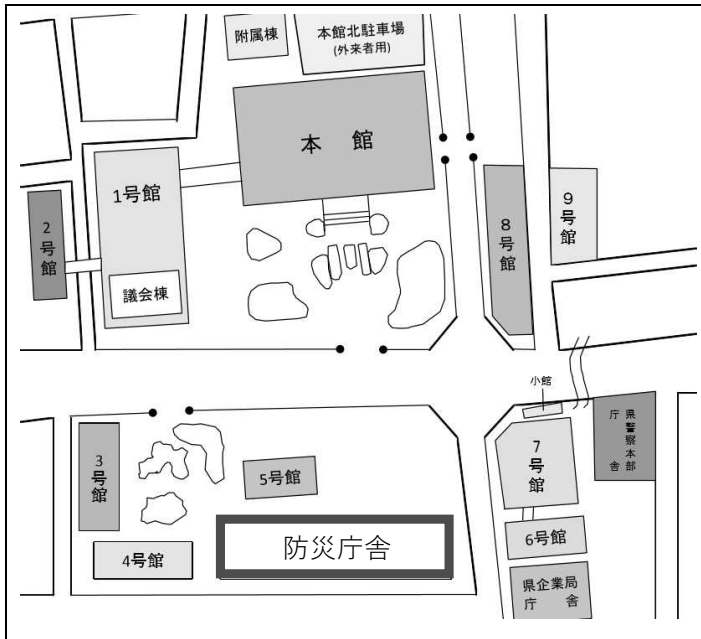 附属棟
本館北駐車場
(外来者用)
本 館
1号館
2号館
議会棟
8号館
9号館
小館
3号館
5号館
7号館
県警察本部
庁舎
防災庁舎
4号館
6号館
県企業局
庁 舎